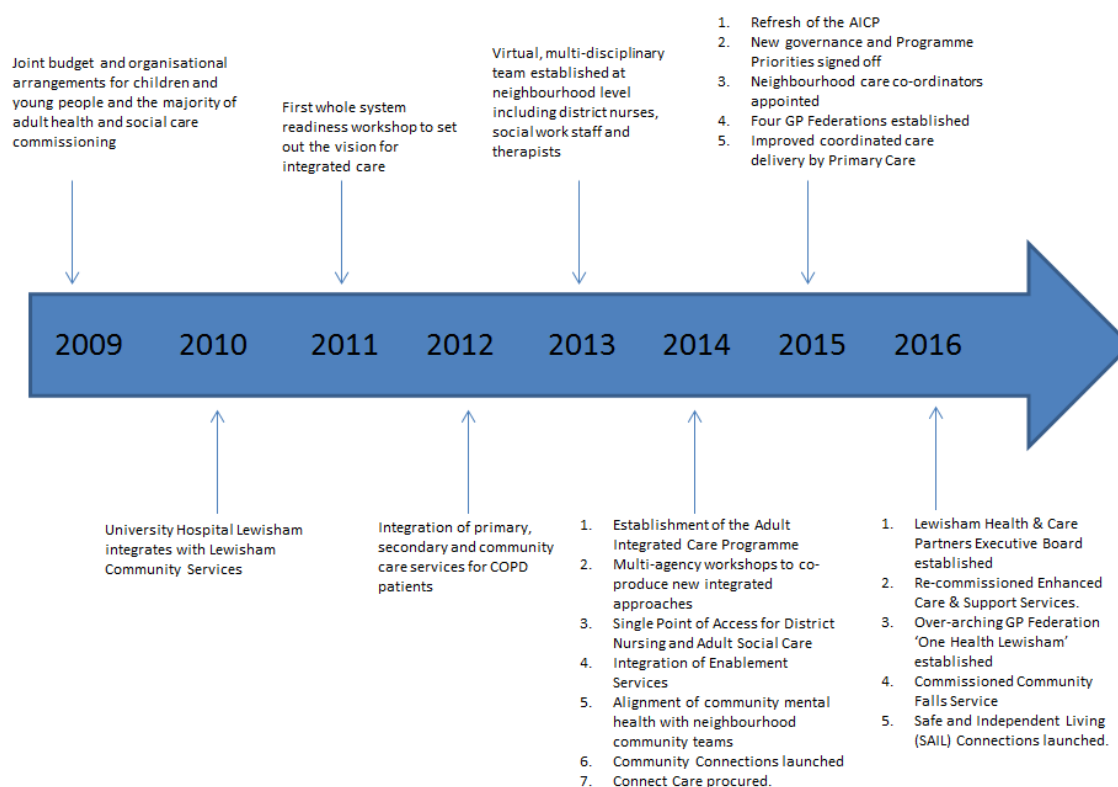 Joint budget and organisational
arrangements for children and
young people and the majority of
adult health and social care
commissioning
First whole system
readiness workshop to set
out the vision for
integrated care
Virtual, multi-disciplinary
team established at
neighbourhood level
including district nurses,
social work staff and
therapists
1. Refresh of the AICP
2. New governance and Programme
Priorities signed off
3. Neighbourhood care co-ordinators
appointed
4. Four GP Federations established
5. Improved coordinated care
delivery by Primary Care
2009 2010 2011 2012 2013 2014 2015 2016
University Hospital Lewisham
integrates with Lewisham
Community Services
Integration of primary,
secondary and community
care services for COPD
patients
1. Establishment of the Adult
Integrated Care Programme
2. Multi-agency workshops to co-
produce new integrated
approaches
3. Single Point of Access for District
Nursing and Adult Social Care
4. Integration of Enablement
Services
5. Alignment of community mental
health with neighbourhood
community teams
6. Community Connections launched
7. Connect Care procured.
1. Lewisham Health & Care
Partners Executive Board
established
2. Re-commissioned Enhanced
Care & Support Services.
3. Over-arching GP Federation
‘One Health Lewisham’
established
4. Commissioned Community
Falls Service
5. Safe and Independent Living
(SAIL) Connections launched.